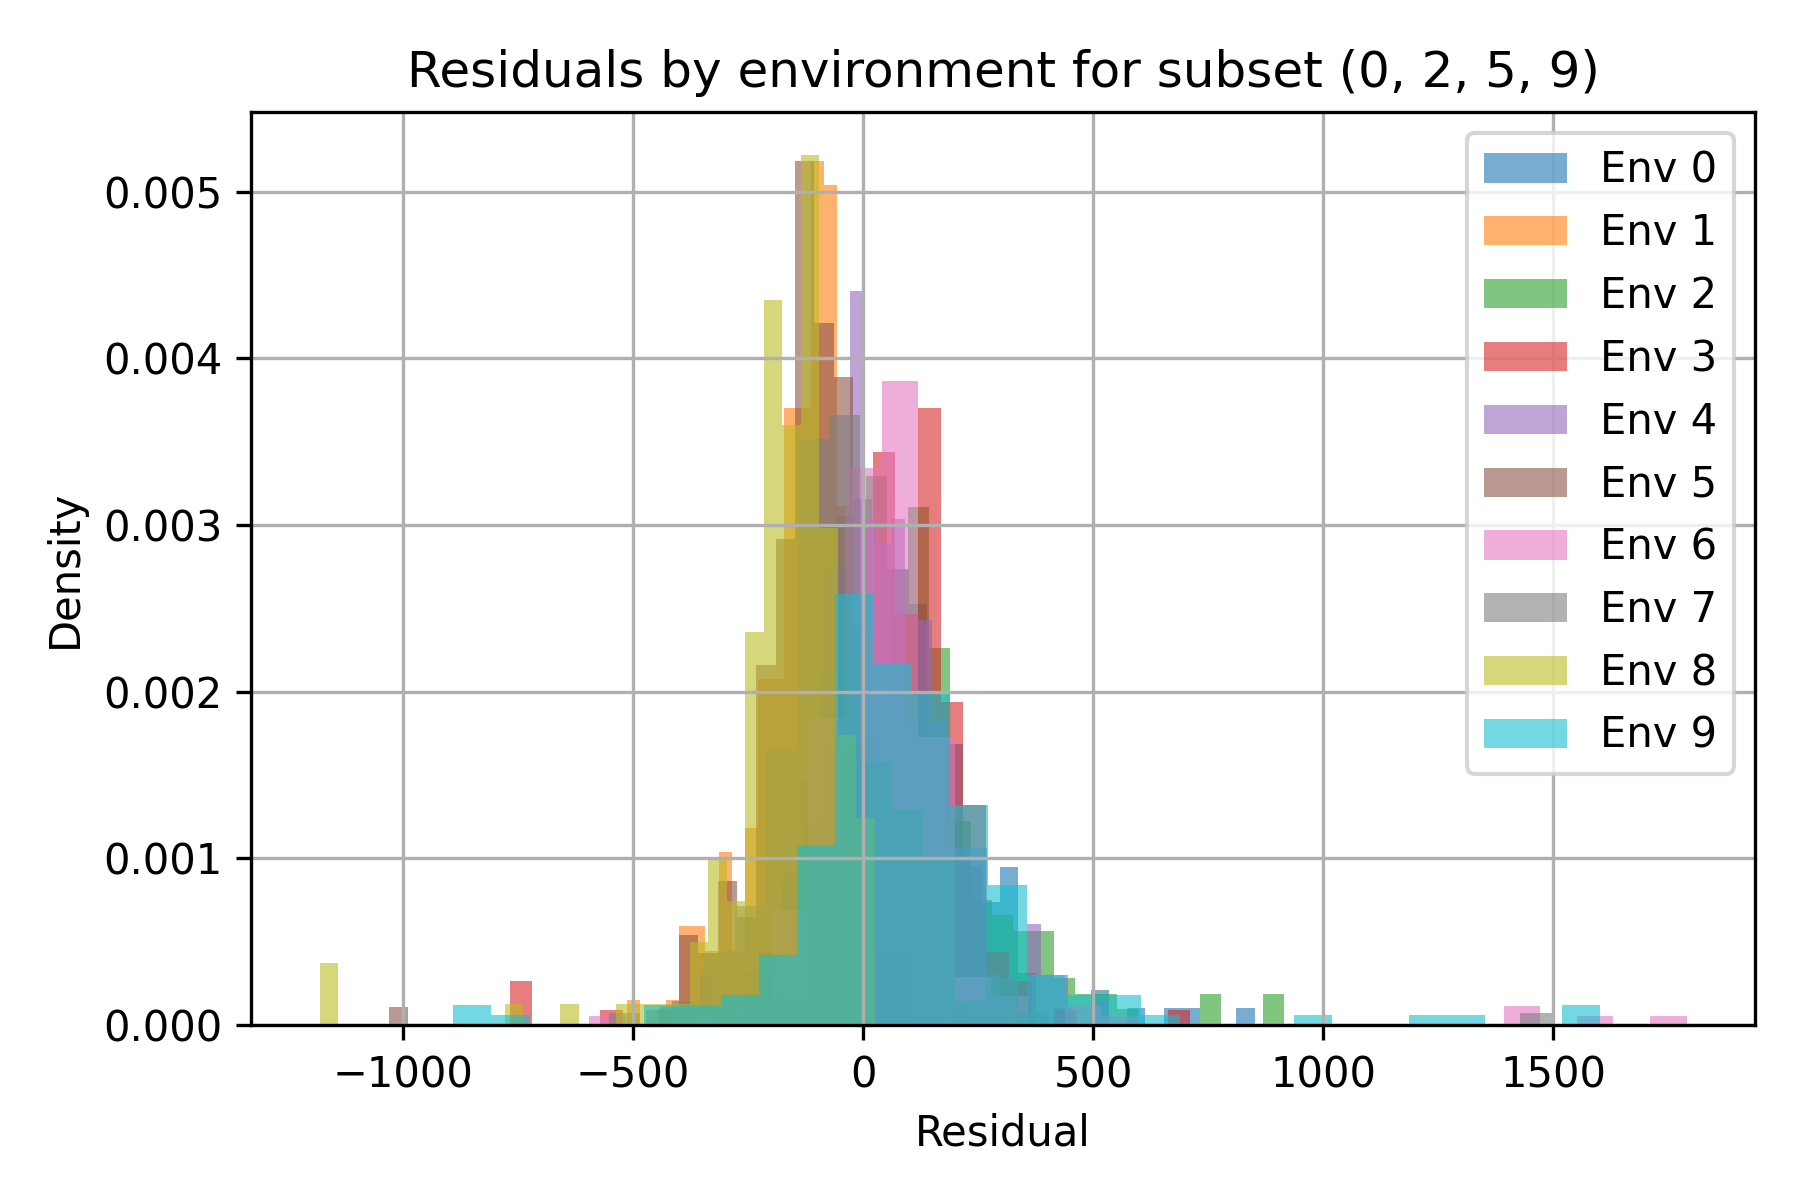 Residuals by environment for subset (0, 2, 5, 9)
Density
0.005
0.004
0.003
0.002
0.001
0.000
−1000
−500
0
500
1000
1500
Residual
Env 0
Env 1
Env 2
Env 3
Env 4
Env 5
Env 6
Env 7
Env 8
Env 9